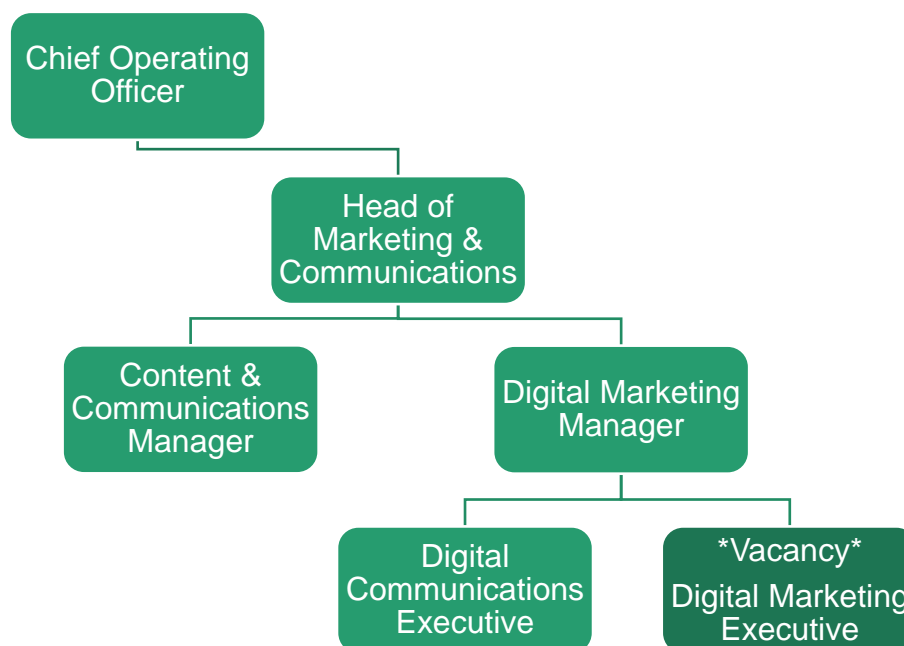 Chief Operating
Officer
Head of
Marketing &
Communications
Content &
Communications
Manager
Digital Marketing
Manager
Digital
Communications
Executive
*Vacancy*
Digital Marketing
Executive